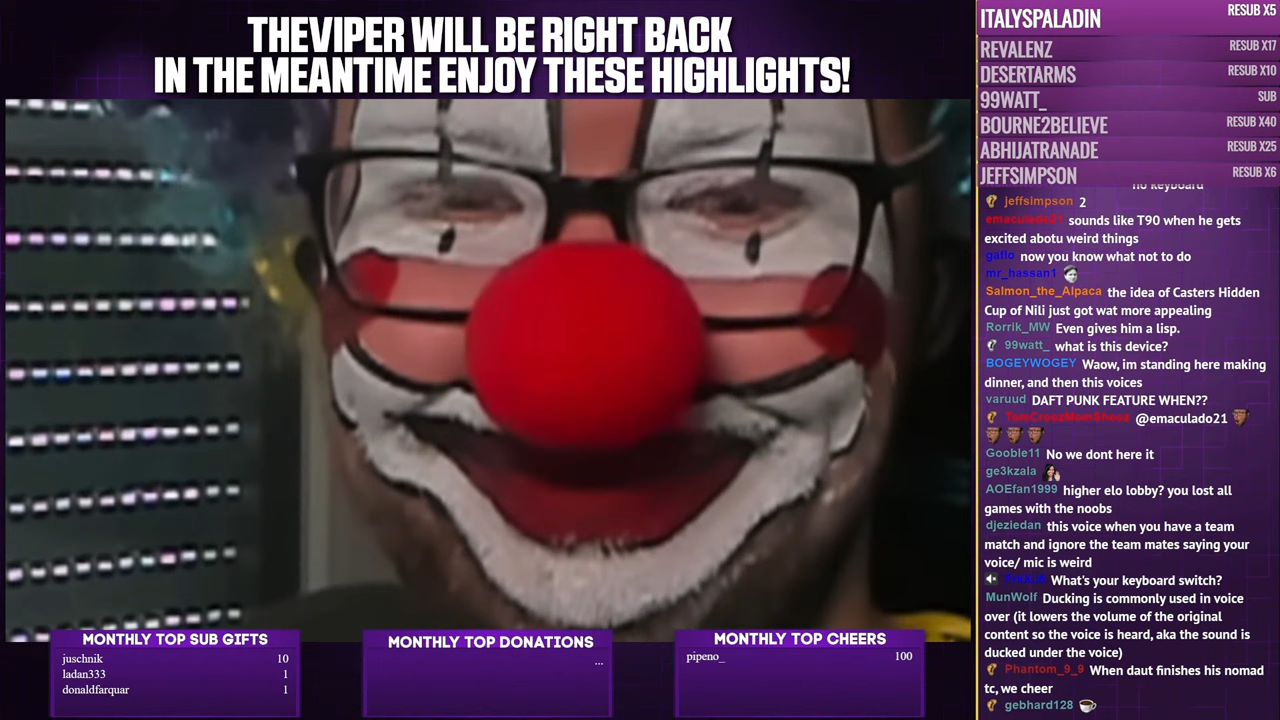 THEVIPER WILL BE RIGHT BACK
IN THE MEANTIME ENJOY THESE HIGHLIGHTS!
ITALYSPALADIN RESUB X5
REVALENZ RESUB X17
DESERTARMS RESUB X10
99WATT_ SUB
BOURNE2BELIEVE RESUB X40
ABHIJATRANADE RESUB X25
JEFFSIMPSON RESUB X6
no keyboard
jeffsimpson 2
emaculado21 sounds like T90 when he gets
excited abotu weird things
gaflo now you know what not to do
mr_hassan1
Salmon_the_Alpaca the idea of Casters Hidden
Cup of Nili just got wat more appealing
Rorrik_MW Even gives him a lisp.
99watt_ what is this device?
BOGEYWOGEY Waow, im standing here making
dinner, and then this voices
varuud DAFT PUNK FEATURE WHEN??
TomCroozMomShooz @emaculado21
Gooble11 No we dont here it
ge3kzala
AOEfan1999 higher elo lobby? you lost all
games with the noobs
djeziedan this voice when you have a team
match and ignore the team mates saying your
voice/ mic is weird
What's your keyboard switch?
MunWolf Ducking is commonly used in voice
over (it lowers the volume of the original
content so the voice is heard, aka the sound is
ducked under the voice)
Phantom_9_9 When daut finishes his nomad
tc, we cheer
gebhard128
MONTHLY TOP SUB GIFTS
juschnik 10
ladan333 1
donaldfarquar 1
MONTHLY TOP DONATIONS
...
MONTHLY TOP CHEERS
pipeno_ 100